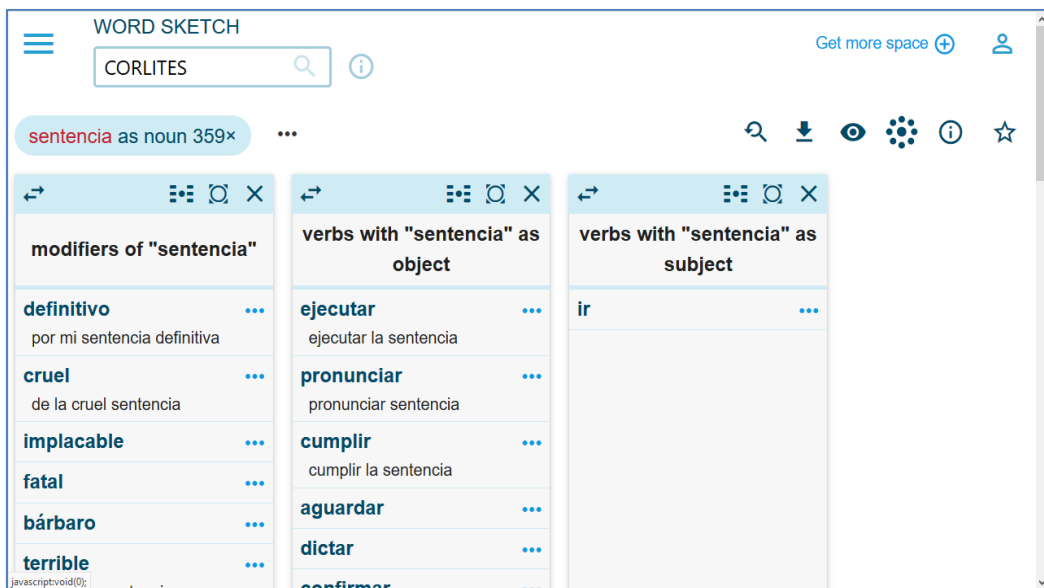 WORD SKETCH
CORLITES
Get more space
sentencia as noun 359×
modifiers of "sentencia"
definitivo
por mi sentencia definitiva
cruel
de la cruel sentencia
implacable
fatal
bárbaro
terrible
verbs with "sentencia" as
object
ejecutar
ejecutar la sentencia
pronunciar
pronunciar sentencia
cumplir
cumplir la sentencia
aguardar
dictar
confirmar
verbs with "sentencia" as
subject
ir
javascript:void(0);